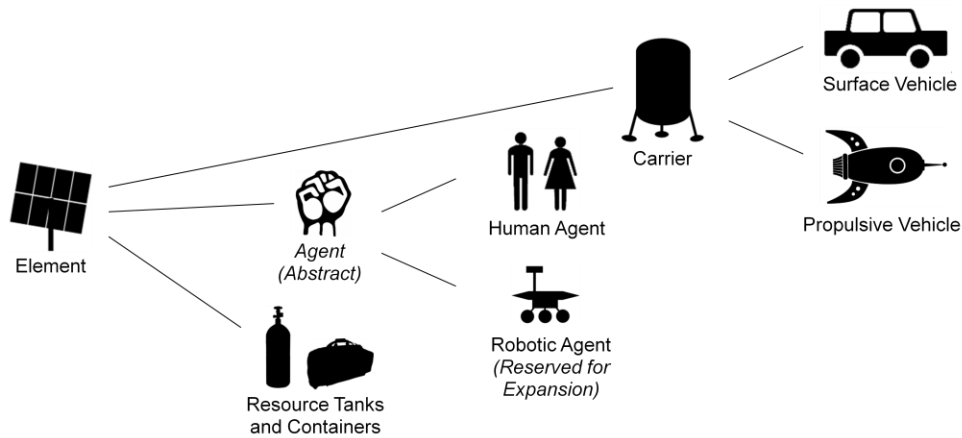 Surface Vehicle
Carrier
Propulsive Vehicle
Human Agent
Element
Agent
(Abstract)
Robotic Agent
(Reserved for
Expansion)
Resource Tanks
and Containers